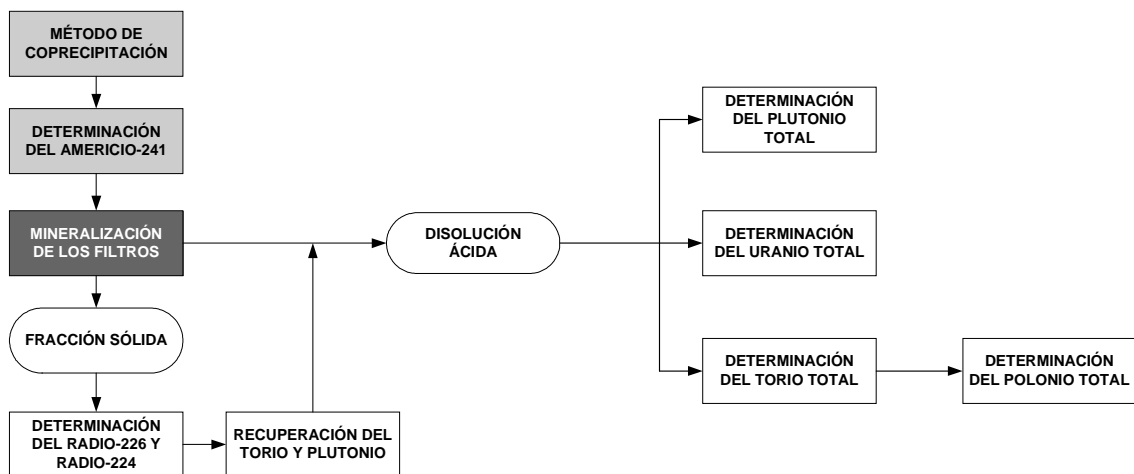 MÉTODO DE
COPRECIPITACIÓN
DETERMINACIÓN
DEL AMERICIO-241
MINERALIZACIÓN
DE LOS FILTROS
FRACCIÓN SÓLIDA
DETERMINACIÓN
DEL RADIO-226 Y
RADIO-224
RECUPERACIÓN DEL
TORIO Y PLUTONIO
DISOLUCIÓN
ÁCIDA
DETERMINACIÓN
DEL PLUTONIO
TOTAL
DETERMINACIÓN
DEL URANIO TOTAL
DETERMINACIÓN
DEL TORIO TOTAL
DETERMINACIÓN
DEL POLONIO TOTAL